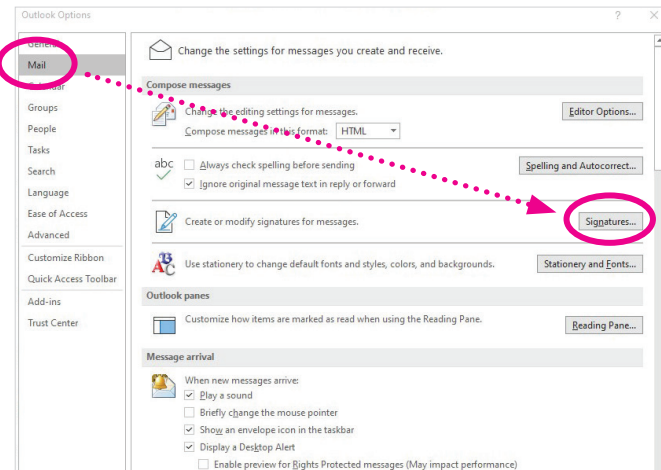 Outlook Options
?
General
Mail
Calendar
Groups
People
Tasks
Search
Language
Ease of Access
Advanced
Customize Ribbon
Quick Access Toolbar
Add-ins
Trust Center
Change the settings for messages you create and receive.
Compose messages
Change the editing settings for messages.
Editor Options...
Compose messages in this format: HTML
abc
Always check spelling before sending
Spelling and Autocorrect...
Ignore original message text in reply or forward
Create or modify signatures for messages.
Signatures...
ABC
Use stationery to change default fonts and styles, colors, and backgrounds.
Stationery and Fonts...
Outlook panes
Customize how items are marked as read when using the Reading Pane.
Reading Pane...
Message arrival
When new messages arrive:
Play a sound
Briefly change the mouse pointer
Show an envelope icon in the taskbar
Display a Desktop Alert
Enable preview for Rights Protected messages (May impact performance)